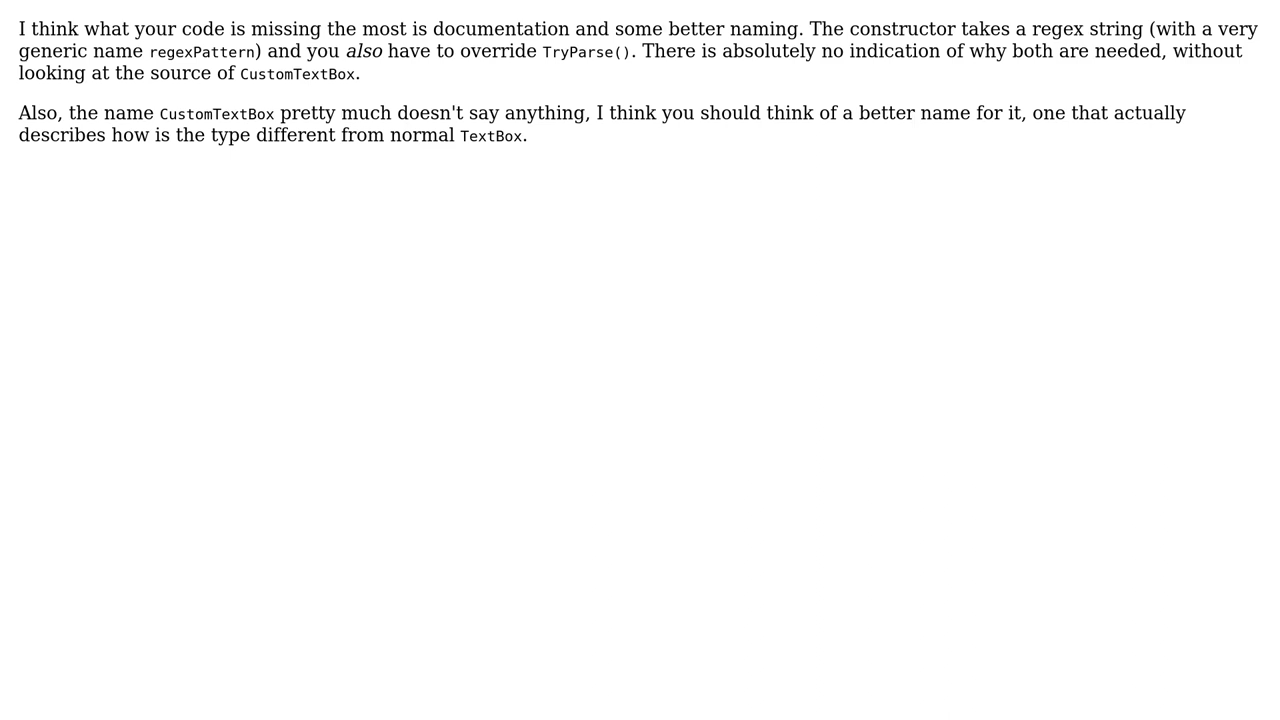 I think what your code is missing the most is documentation and some better naming. The constructor takes a regex string (with a very
generic name regexPattern) and you also have to override TryParse(). There is absolutely no indication of why both are needed, without
looking at the source of CustomTextBox.
Also, the name CustomTextBox pretty much doesn't say anything, I think you should think of a better name for it, one that actually
describes how is the type different from normal TextBox.